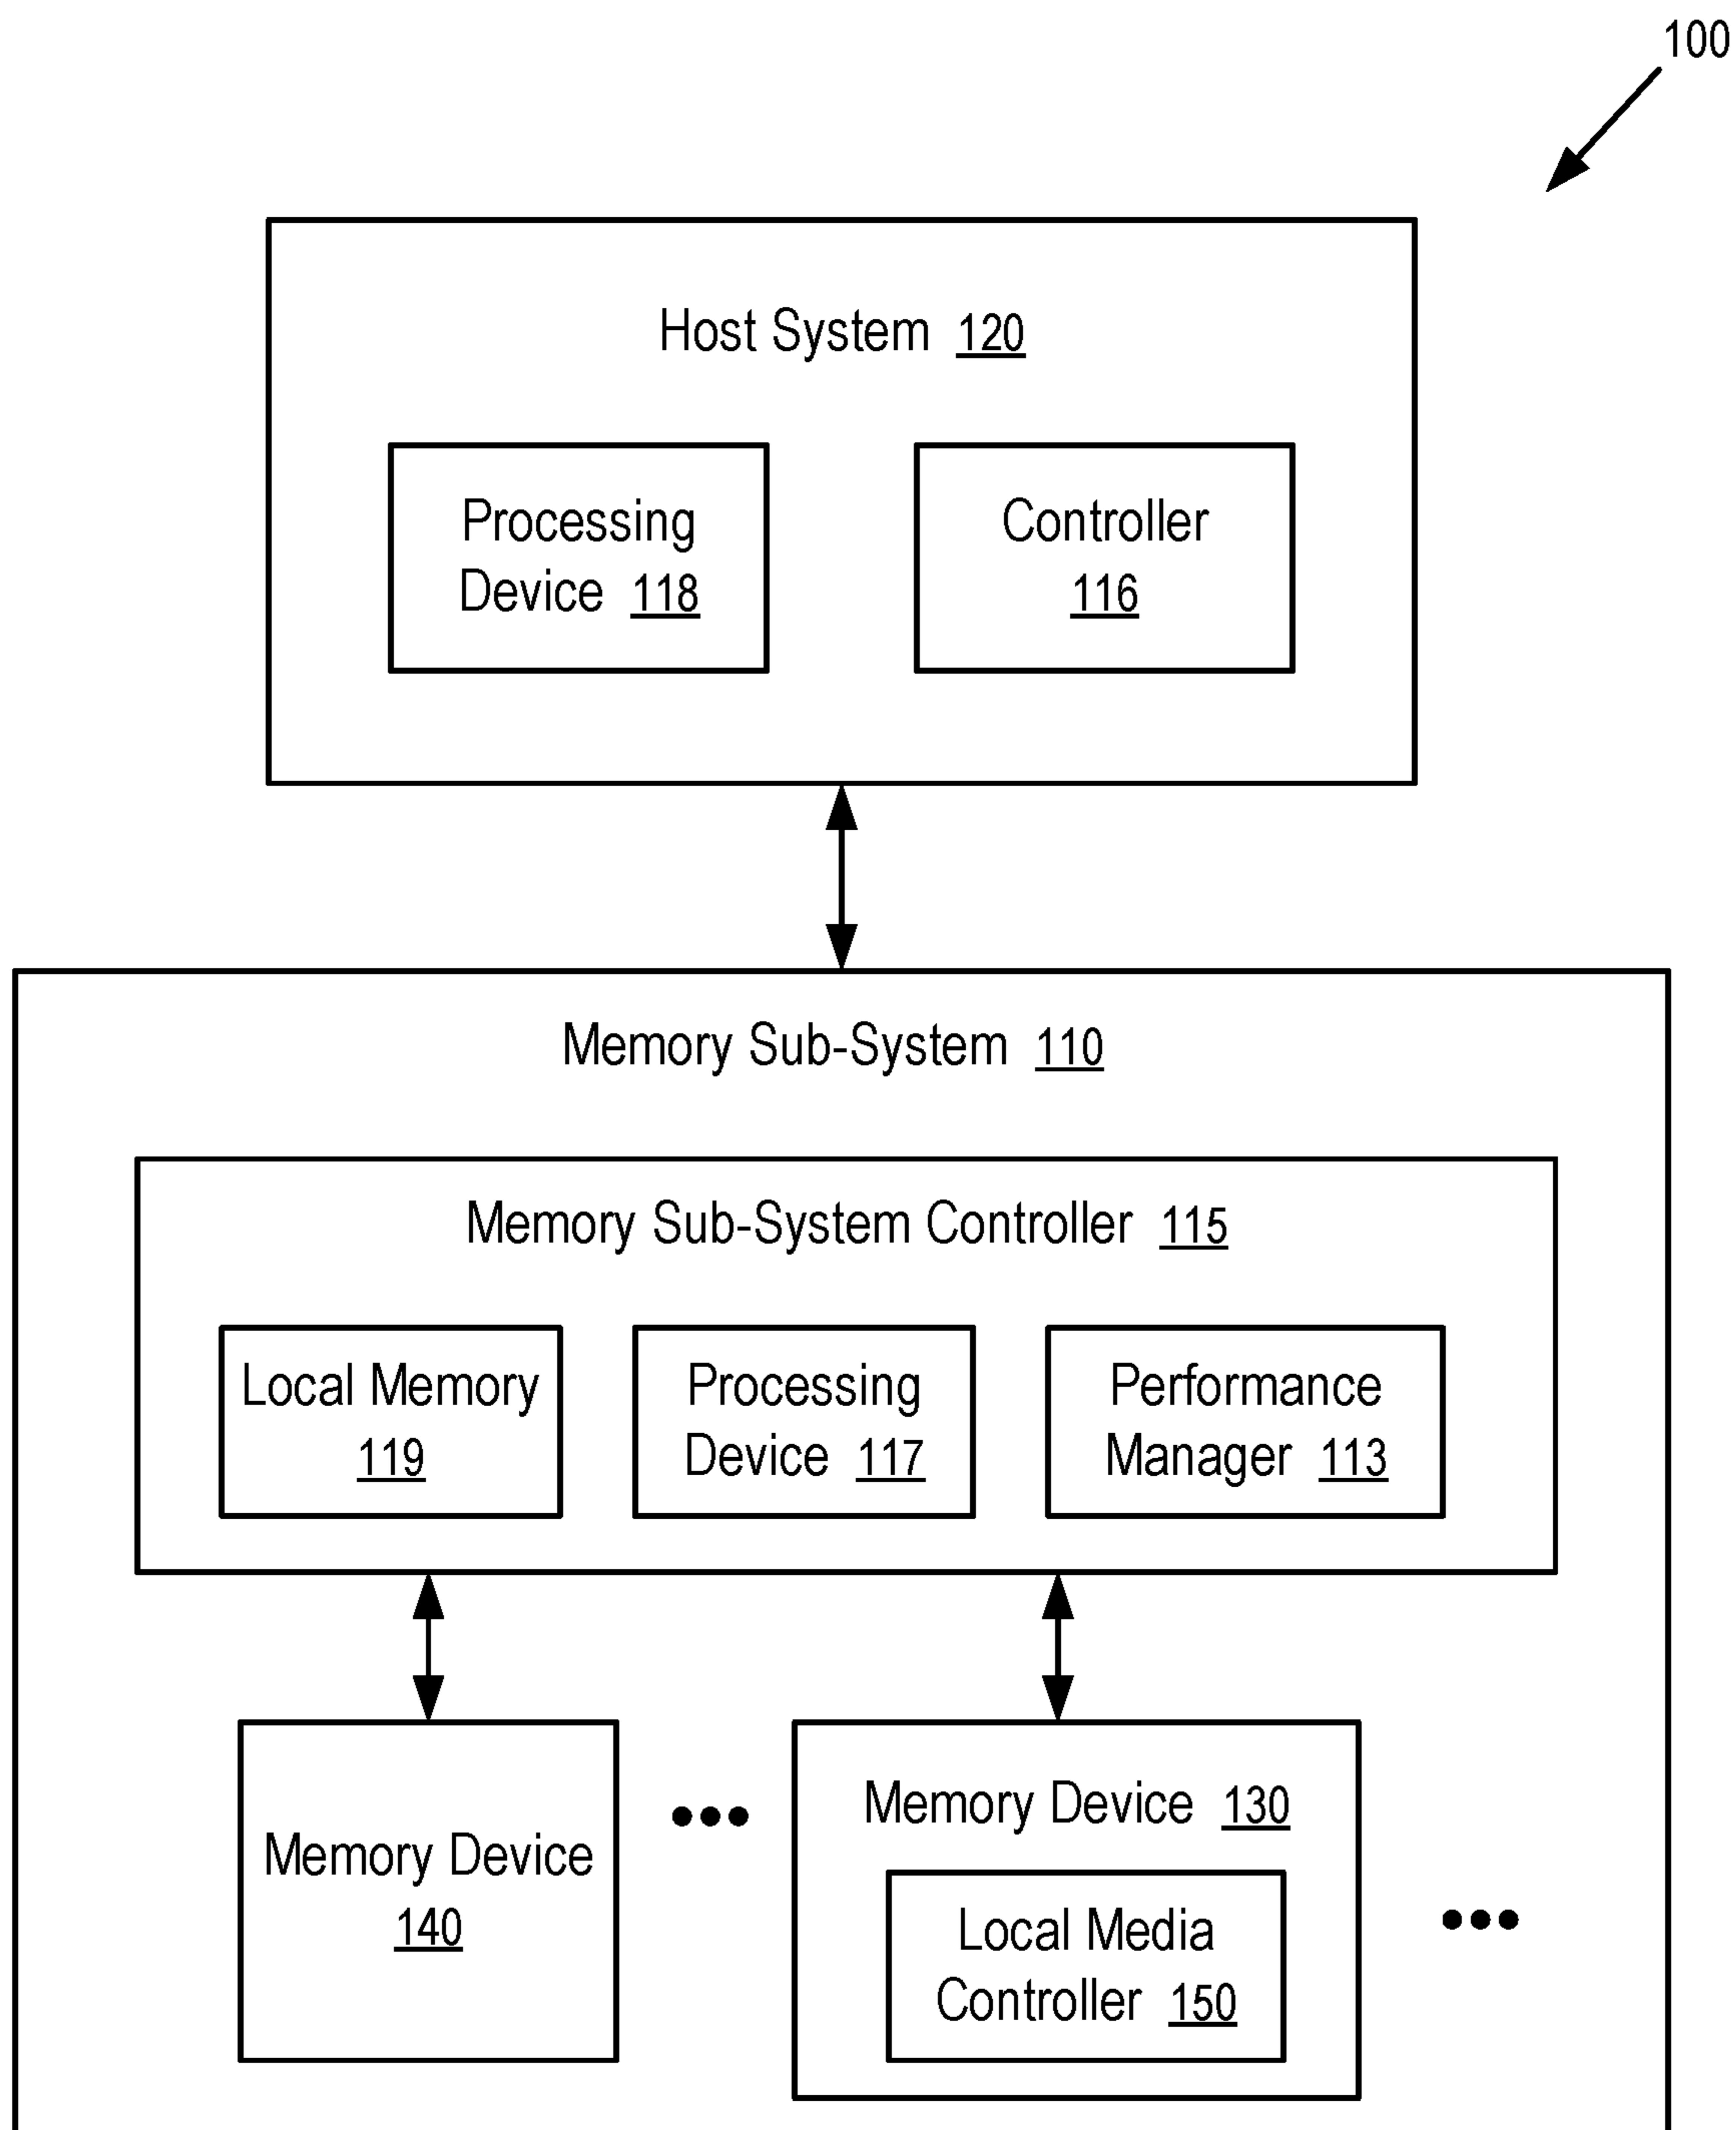 100
Host System 120
Processing
Device 118
Controller
116
Memory Sub-System 110
Memory Sub-System Controller 115
Local Memory
119
Processing
Device 117
Performance
Manager 113
Memory Device
140
Memory Device 130
Local Media
Controller 150